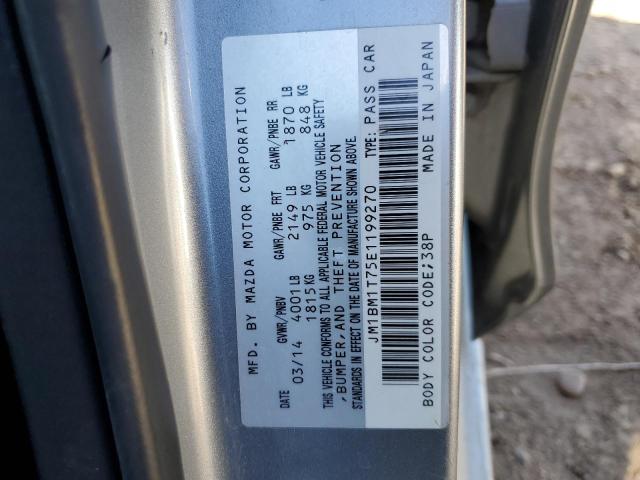 MFD. BY MAZDA MOTOR CORPORATION
DATE GVWR/PNBV GAWR/PNBE FRT GAWR/PNBE RR
03/14 4001LB 2149 LB 1870 LB
1815KG 975 KG 848 KG
THIS VEHICLE CONFORMS TO ALL APPLICABLE FEDERAL MOTOR VEHICLE SAFETY
,BUMPER,AND THEFT PREVENTION
STANDARDS IN EFFECT ON THE DATE OF MANUFACTURE SHOWN ABOVE.
JM1BM1T75E1199270 TYPE: PASS CAR
BODY COLOR CODE;38P MADE IN JAPAN